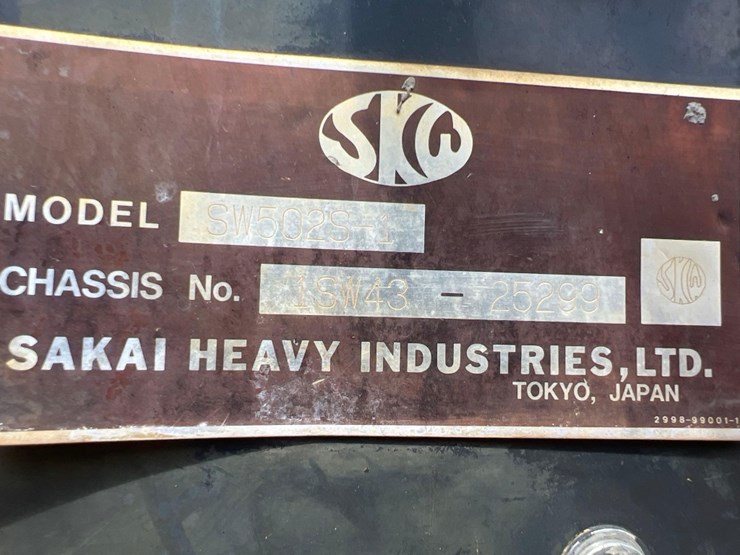 SKW
MODEL SW502S-1
CHASSIS No. 1SW43 - 25299
SKW
SAKAI HEAVY INDUSTRIES, LTD.
TOKYO, JAPAN
2998-99001-1